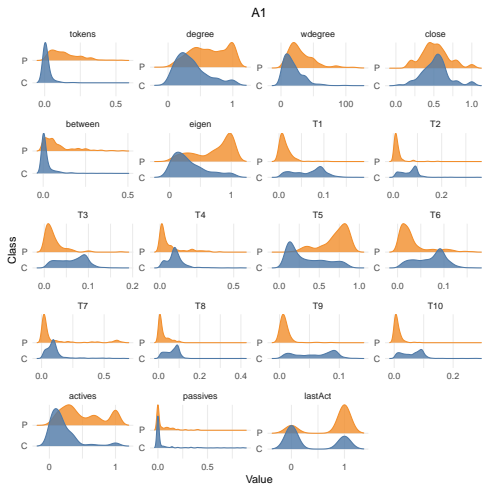 A1
tokens degree wdegree close
P
C
0.0 0.5 0 1 0 100 0.0 0.5 1.0
between eigen T1 T2
P
C
0.0 0.5 0 1 0.0 0.1 0.0 0.2
T3 T4 T5 T6
P
C
0.0 0.1 0.2 0.0 0.5 0.0 0.5 1.0 0.0 0.1
T7 T8 T9 T10
P
C
0.0 0.5 0.0 0.2 0.4 0.0 0.1 0.0 0.2
actives passives lastAct
P
C
0 1 0.0 0.5 0 1
Class
Value